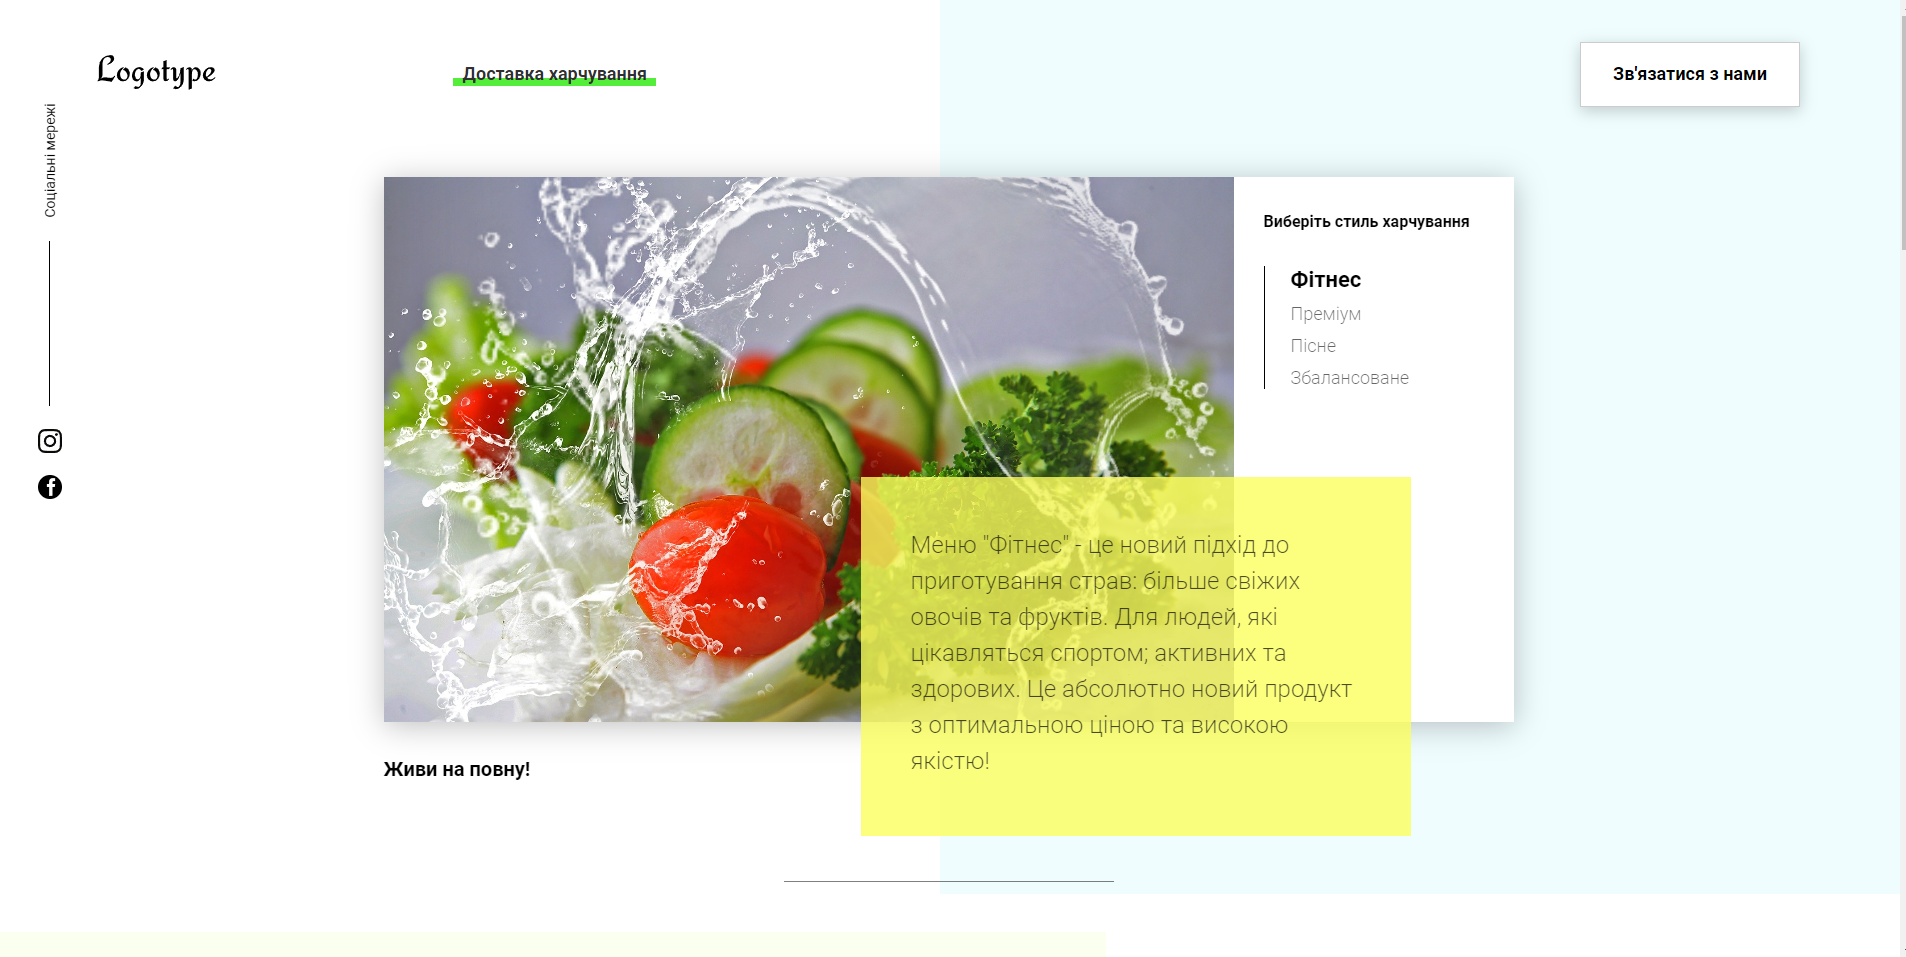 Logotype
Доставка харчування
Зв'язатися з нами
Соціальні мережі
Виберіть стиль харчування
Фітнес
Преміум
Пісне
Збалансоване
Меню "Фітнес" - це новий підхід до
приготування страв: більше свіжих
овочів та фруктів. Для людей, які
цікавляться спортом; активних та
здорових. Це абсолютно новий продукт
з оптимальною ціною та високою
якістю!
Живи на повну!